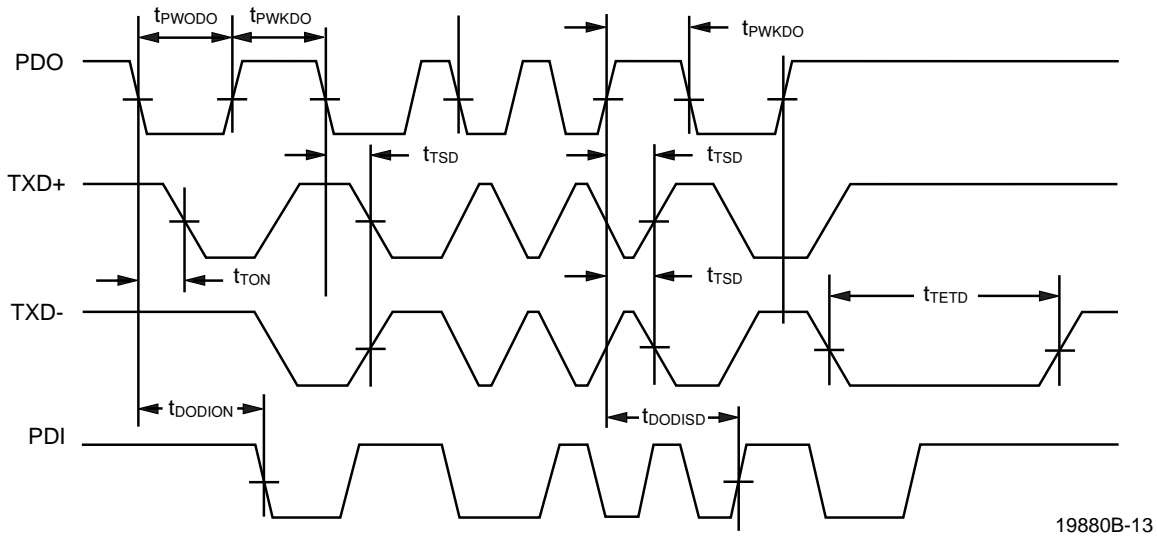 tPWODO tPWKDO tPWKDO
PDO
tTSD tTSD
TXD+
tTON tTSD
TXD- tTETD
tDODION tDODISD
PDI
19880B-13